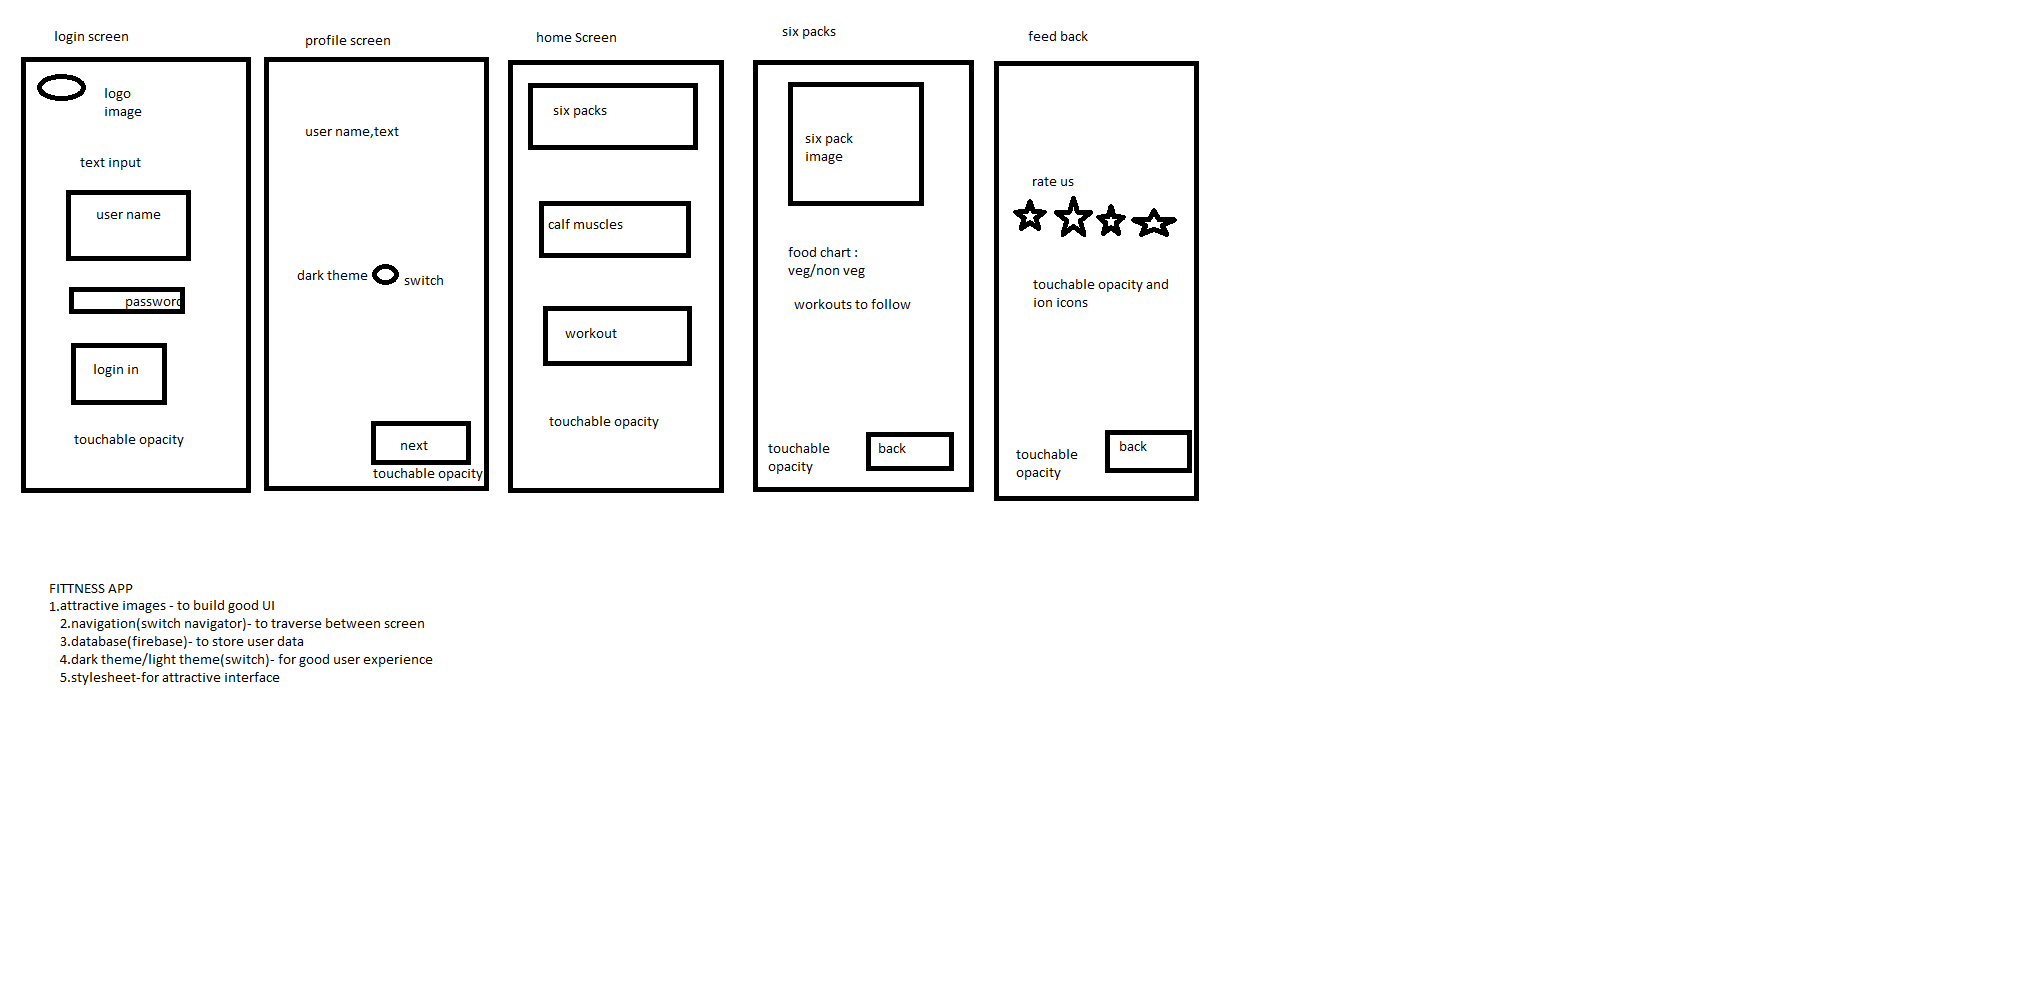 login screen
logo
image
text input
user name
password
login in
touchable opacity
profile screen
user name,text
dark theme
switch
next
touchable opacity
home Screen
six packs
calf muscles
workout
touchable opacity
six packs
six pack
image
food chart :
veg/non veg
workouts to follow
touchable
opacity
back
feed back
rate us
touchable opacity and
ion icons
touchable
opacity
back
FITTNESS APP
1.attractive images - to build good UI
2.navigation(switch navigator)- to traverse between screen
3.database(firebase)- to store user data
4.dark theme/light theme(switch)- for good user experience
5.stylesheet-for attractive interface